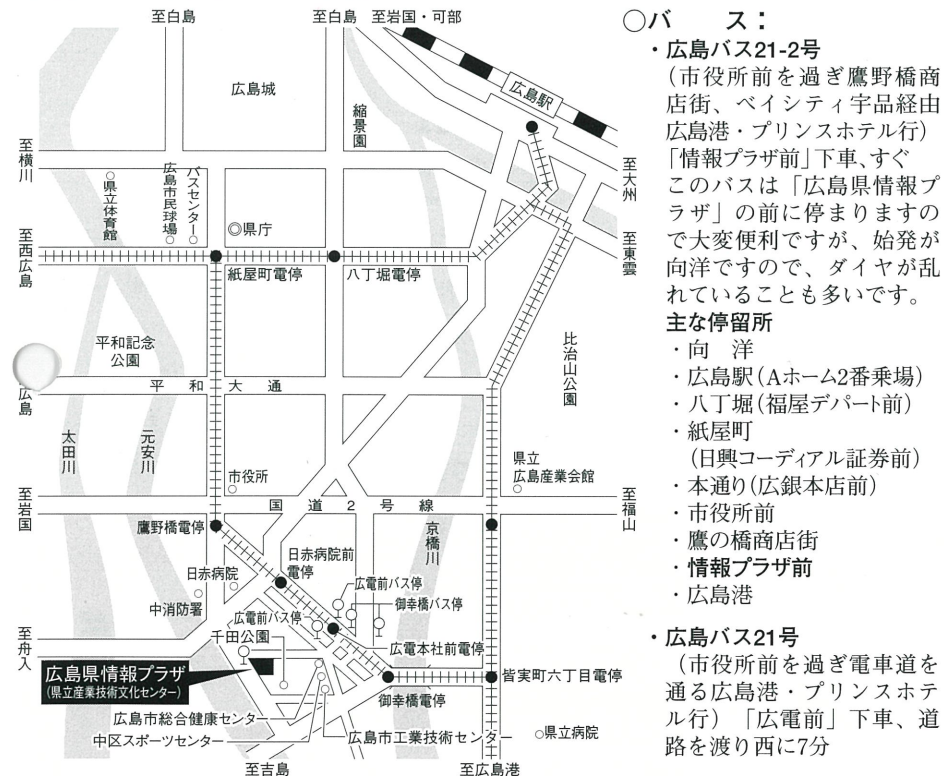 至白島
至白島
至岩国・可部
広島城
縮景園
広島駅
至横川
県立体育館
広島市民球場
バスセンター
◎県庁
至大州
至西広島
至東雲
紙屋町電停
八丁堀電停
平和記念
公園
比治山公園
広島
平和大通
太田川
元安川
市役所
県立
広島産業会館
至岩国
国道2号線
至福山
鷹野橋電停
京橋川
日赤病院前
電停
日赤病院
広電前バス停
中消防署
御幸橋バス停
広電前バス停
千田公園
至舟入
広電本社前電停
広島県情報プラザ
(県立産業技術文化センター)
皆実町六丁目電停
御幸橋電停
広島市総合健康センター
中区スポーツセンター
広島市工業技術センター
県立病院
至吉島
至広島港
○バス:
・広島バス21-2号
(市役所前を過ぎ鷹野橋商
店街、ベイシティ宇品経由
広島港・プリンスホテル行)
「情報プラザ前」下車、すぐ
このバスは「広島県情報プ
ラザ」の前に停まりますの
で大変便利ですが、始発が
向洋ですので、ダイヤが乱
れていることも多いです。
主な停留所
・向 洋
・広島駅(Aホーム2番乗場)
・八丁堀(福屋デパート前)
・紙屋町
(日興コーディアル証券前)
・本通り(広銀本店前)
・市役所前
・鷹の橋商店街
・情報プラザ前
・広島港
・広島バス21号
(市役所前を過ぎ電車道を
通る広島港・プリンスホテ
ル行)「広電前」下車、道
路を渡り西に7分